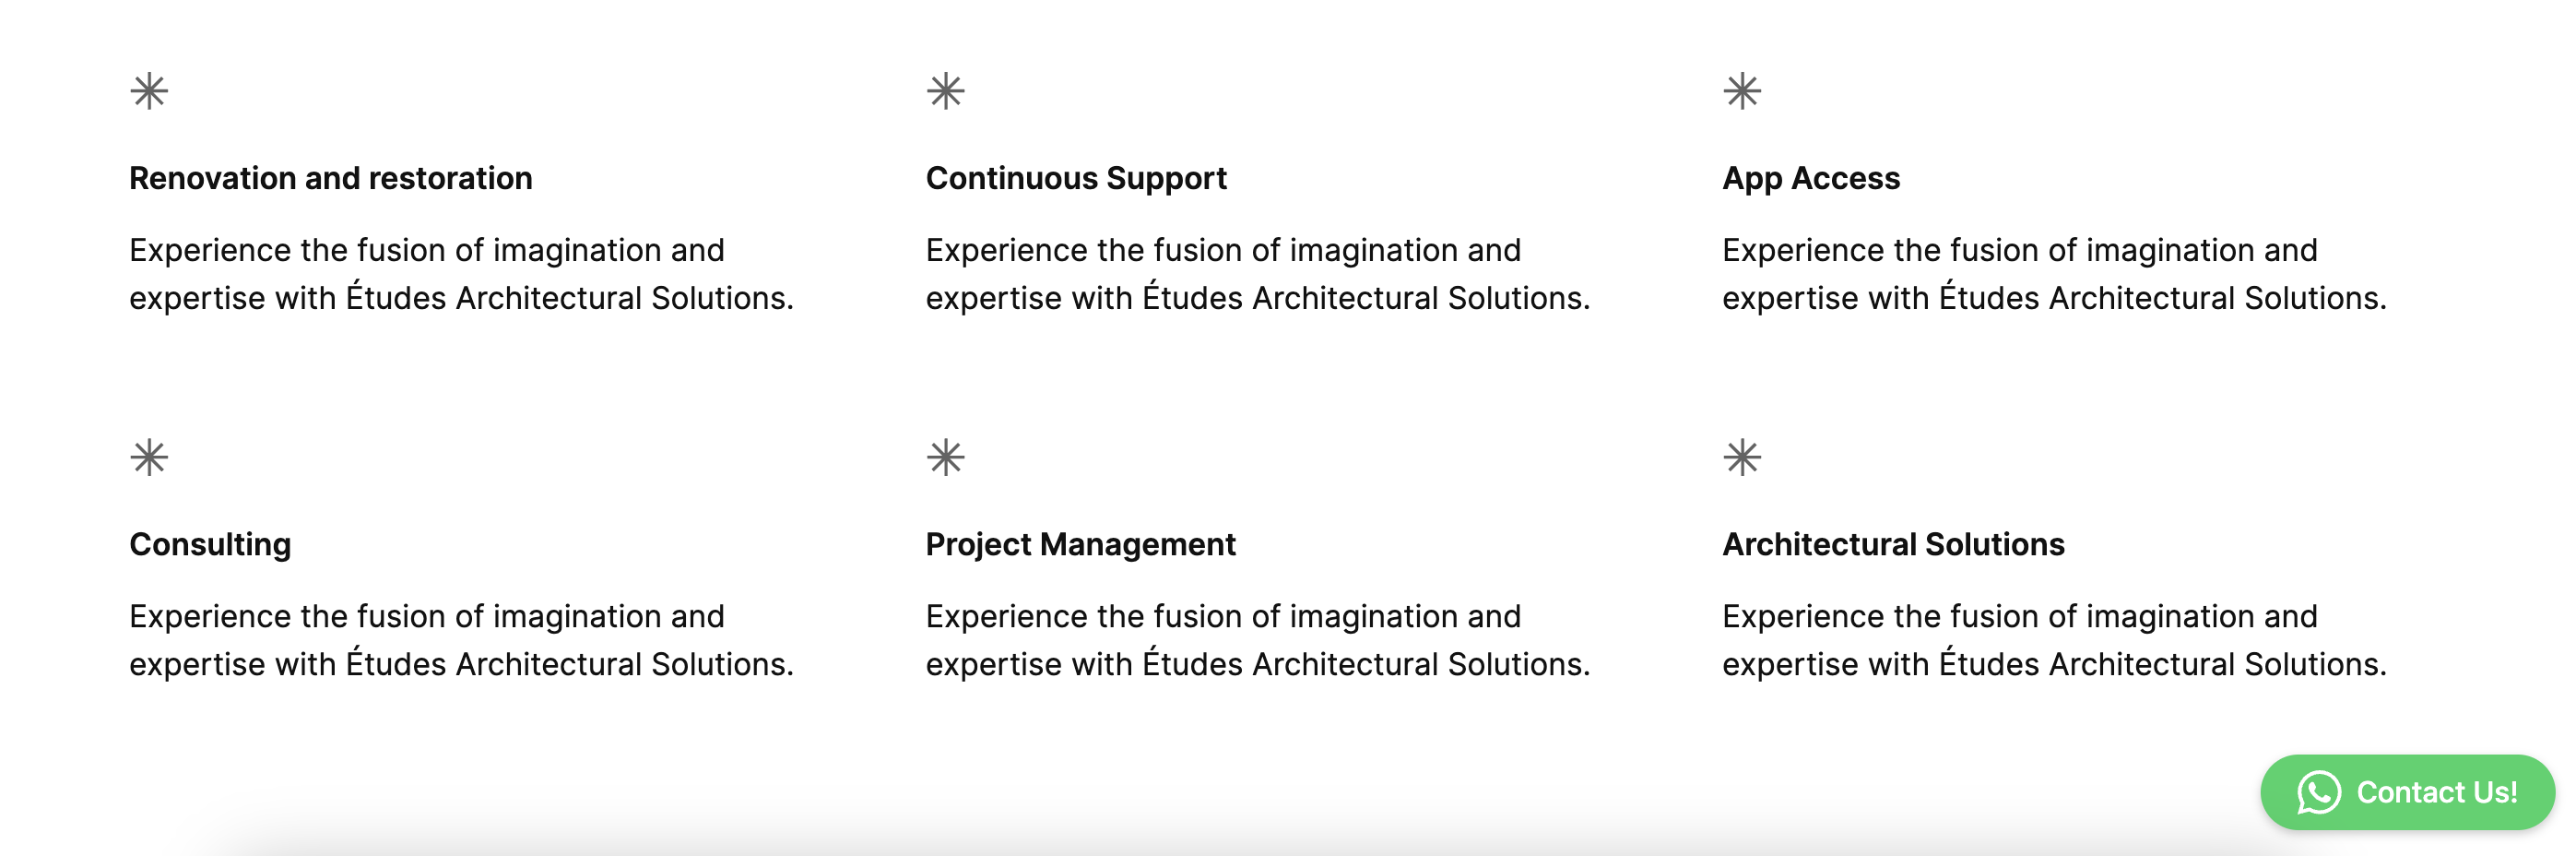 Renovation and restoration
Experience the fusion of imagination and
expertise with Études Architectural Solutions.
Continuous Support
Experience the fusion of imagination and
expertise with Études Architectural Solutions.
App Access
Experience the fusion of imagination and
expertise with Études Architectural Solutions.
Consulting
Experience the fusion of imagination and
expertise with Études Architectural Solutions.
Project Management
Experience the fusion of imagination and
expertise with Études Architectural Solutions.
Architectural Solutions
Experience the fusion of imagination and
expertise with Études Architectural Solutions.
Contact Us!